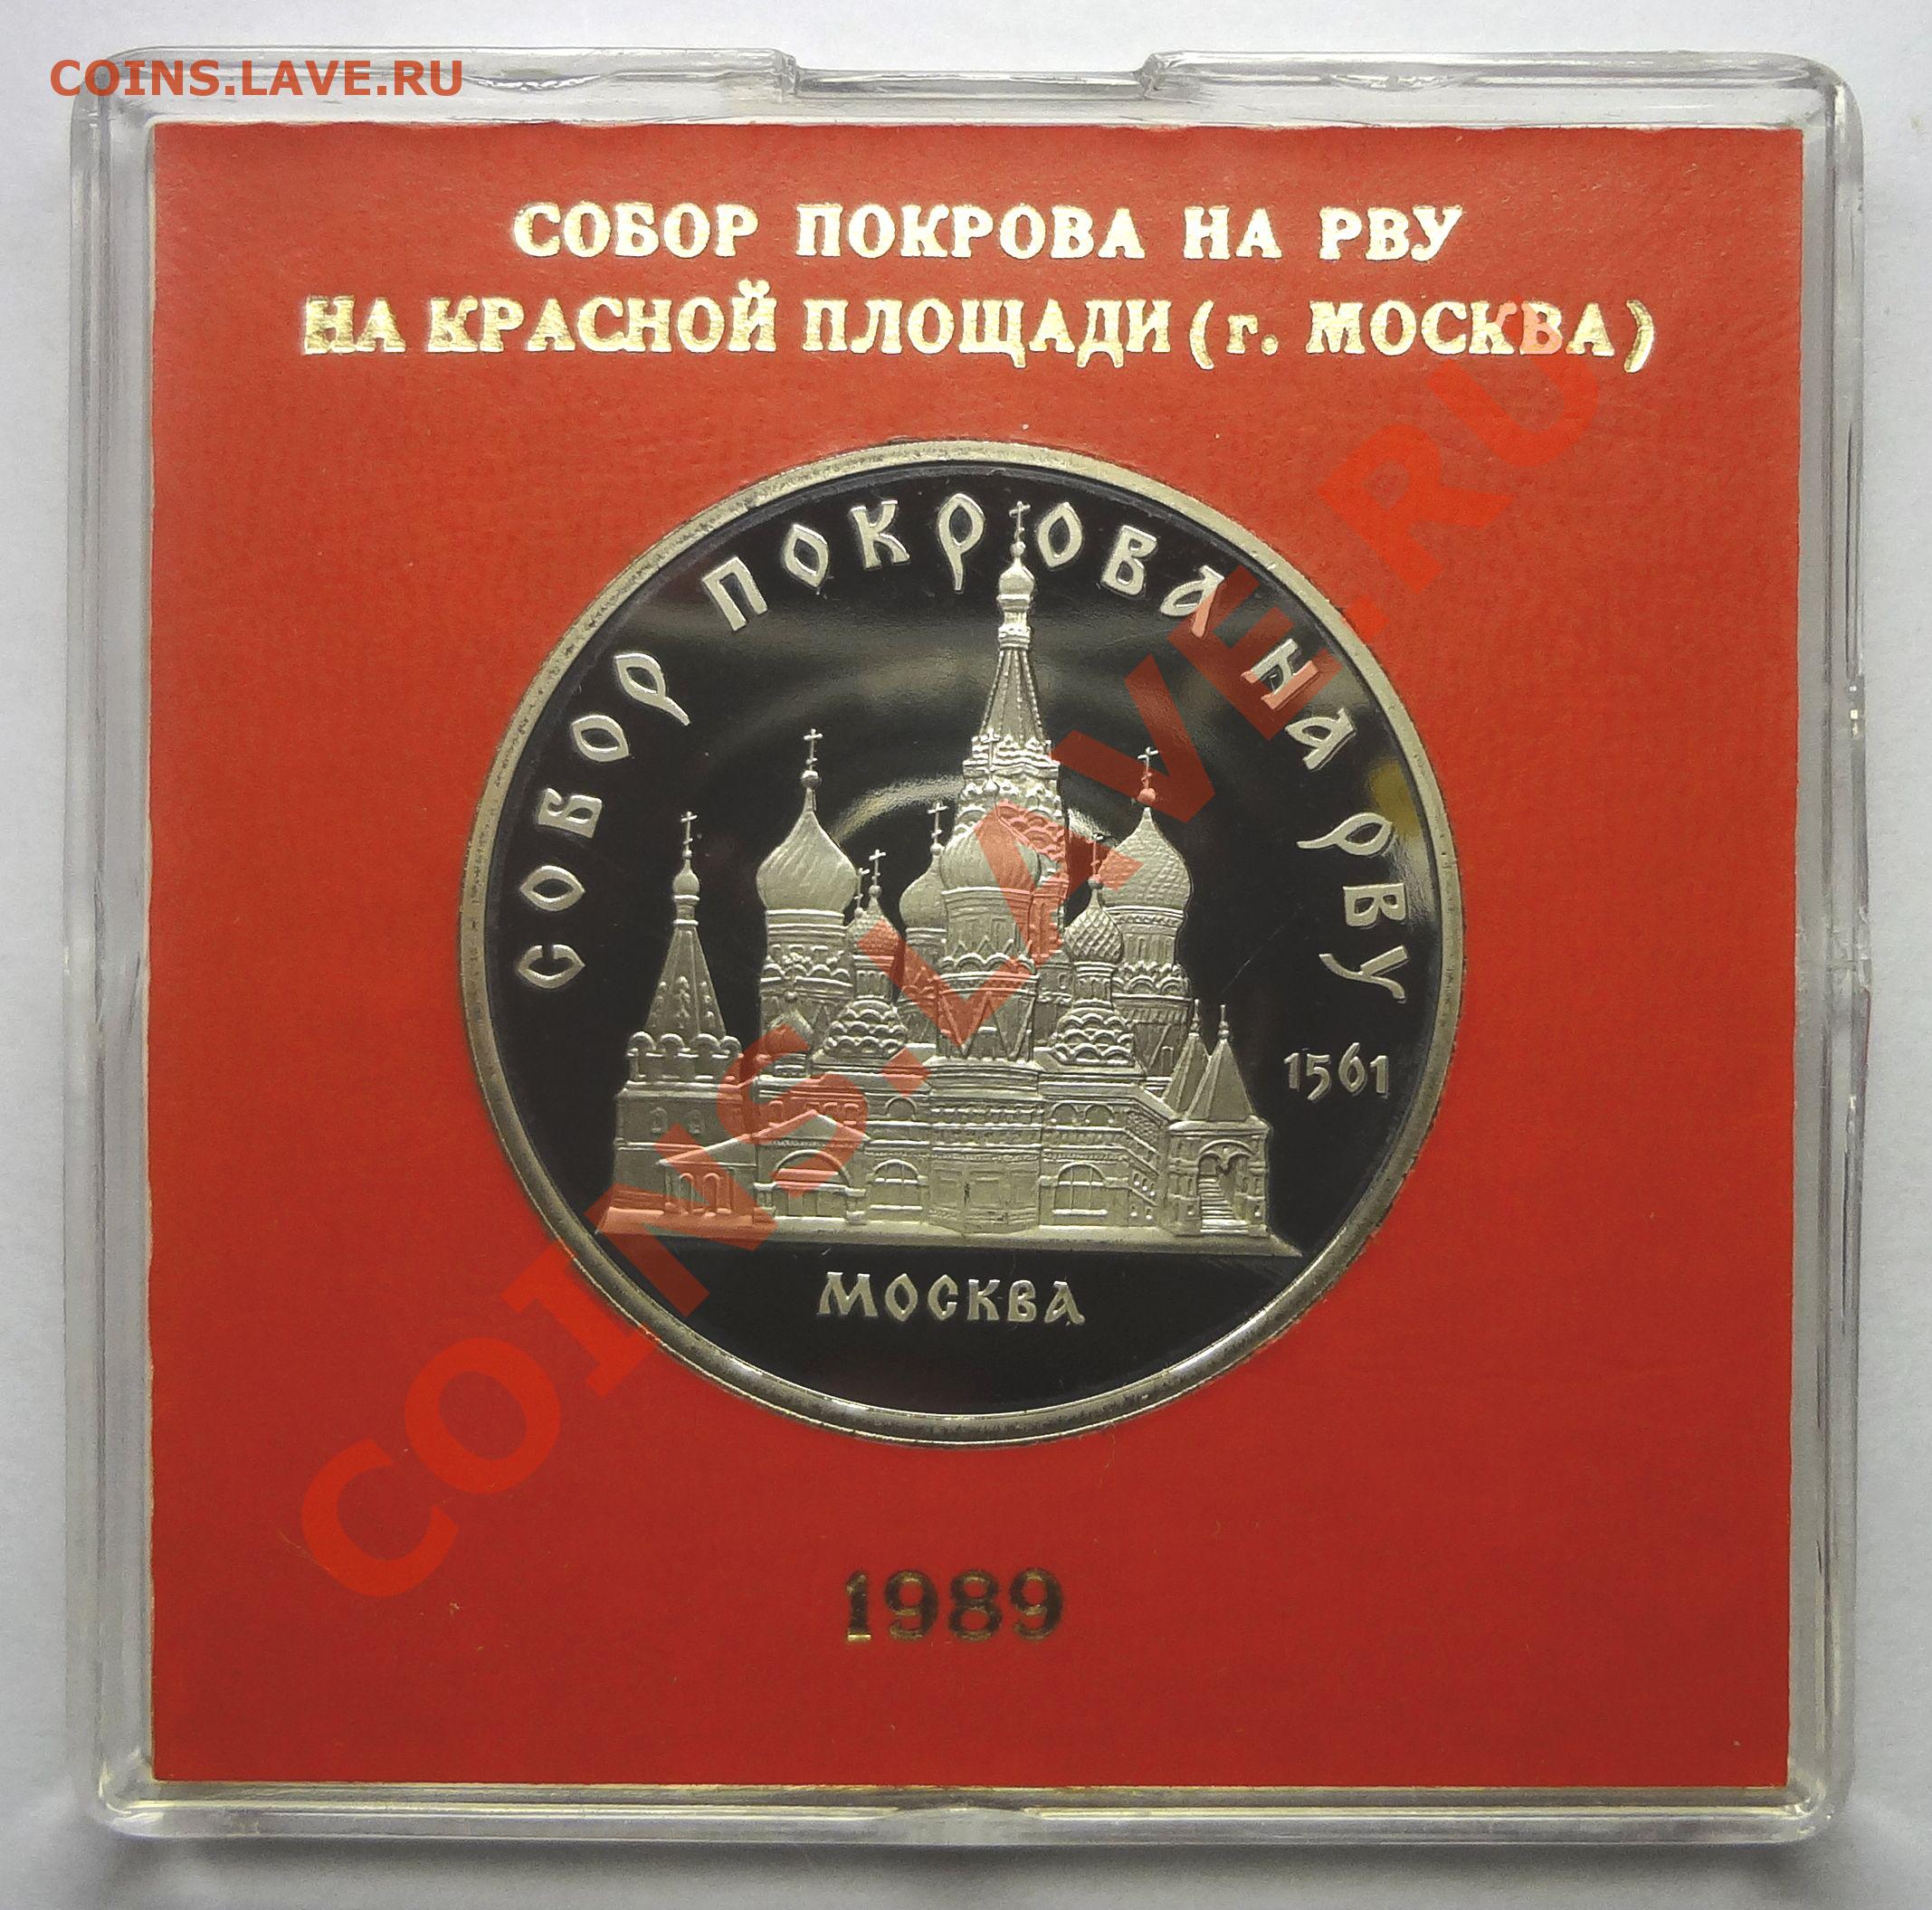 COINS.LAVE.RU
СОБОР ПОКРОВА НА РВУ
НА КРАСНОЙ ПЛОЩАДИ (г. МОСКВА)
СОБОР ПОКРОВА НА РВУ
1561
МОСКВА
COINS.LAVE.RU
1989